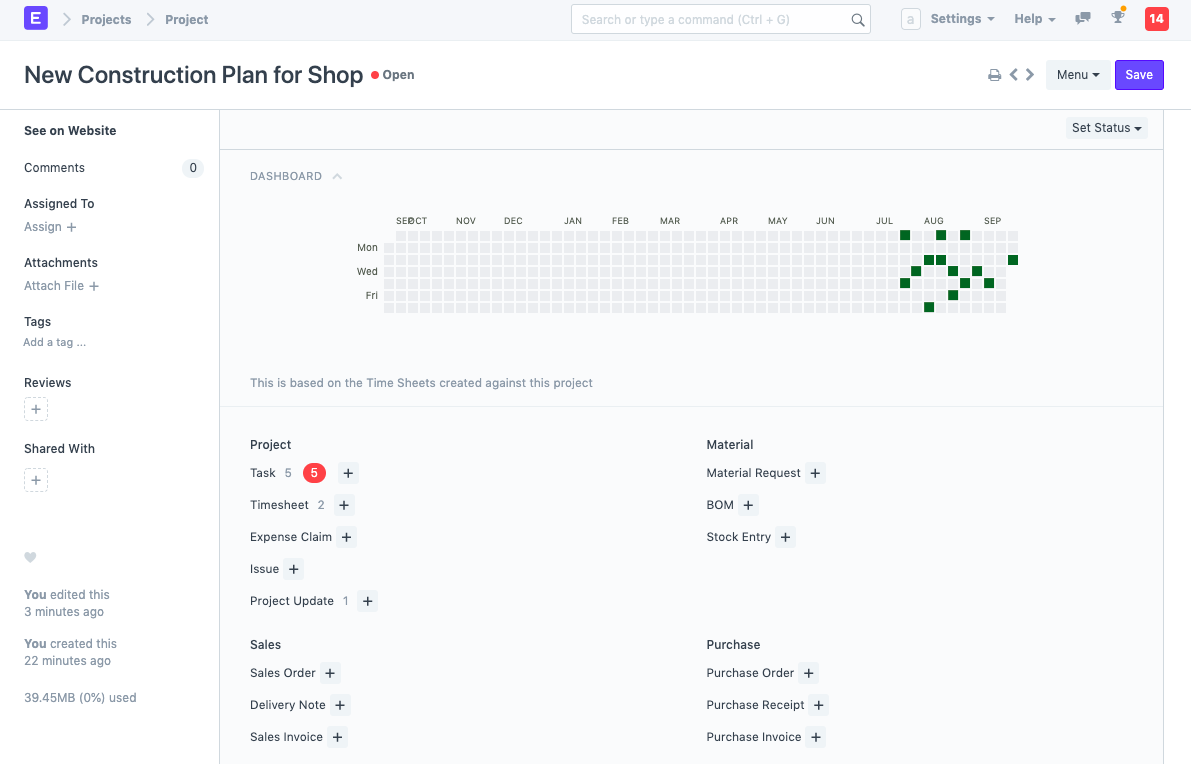 E Projects Project Search or type a command (Ctrl + G) a Settings Help 14
New Construction Plan for Shop Open Menu Save
See on Website
Set Status
Comments 0
Assigned To
Assign +
Attachments
Attach File +
Tags
Add a tag ...
Reviews
+
Shared With
+
You edited this
3 minutes ago
You created this
22 minutes ago
39.45MB (0%) used
DASHBOARD
SEP OCT NOV DEC JAN FEB MAR APR MAY JUN JUL AUG SEP
Mon
Wed
Fri
This is based on the Time Sheets created against this project
Project
Task 5 5 +
Timesheet 2 +
Expense Claim +
Issue +
Project Update 1 +
Material
Material Request +
BOM +
Stock Entry +
Sales
Sales Order +
Delivery Note +
Sales Invoice +
Purchase
Purchase Order +
Purchase Receipt +
Purchase Invoice +